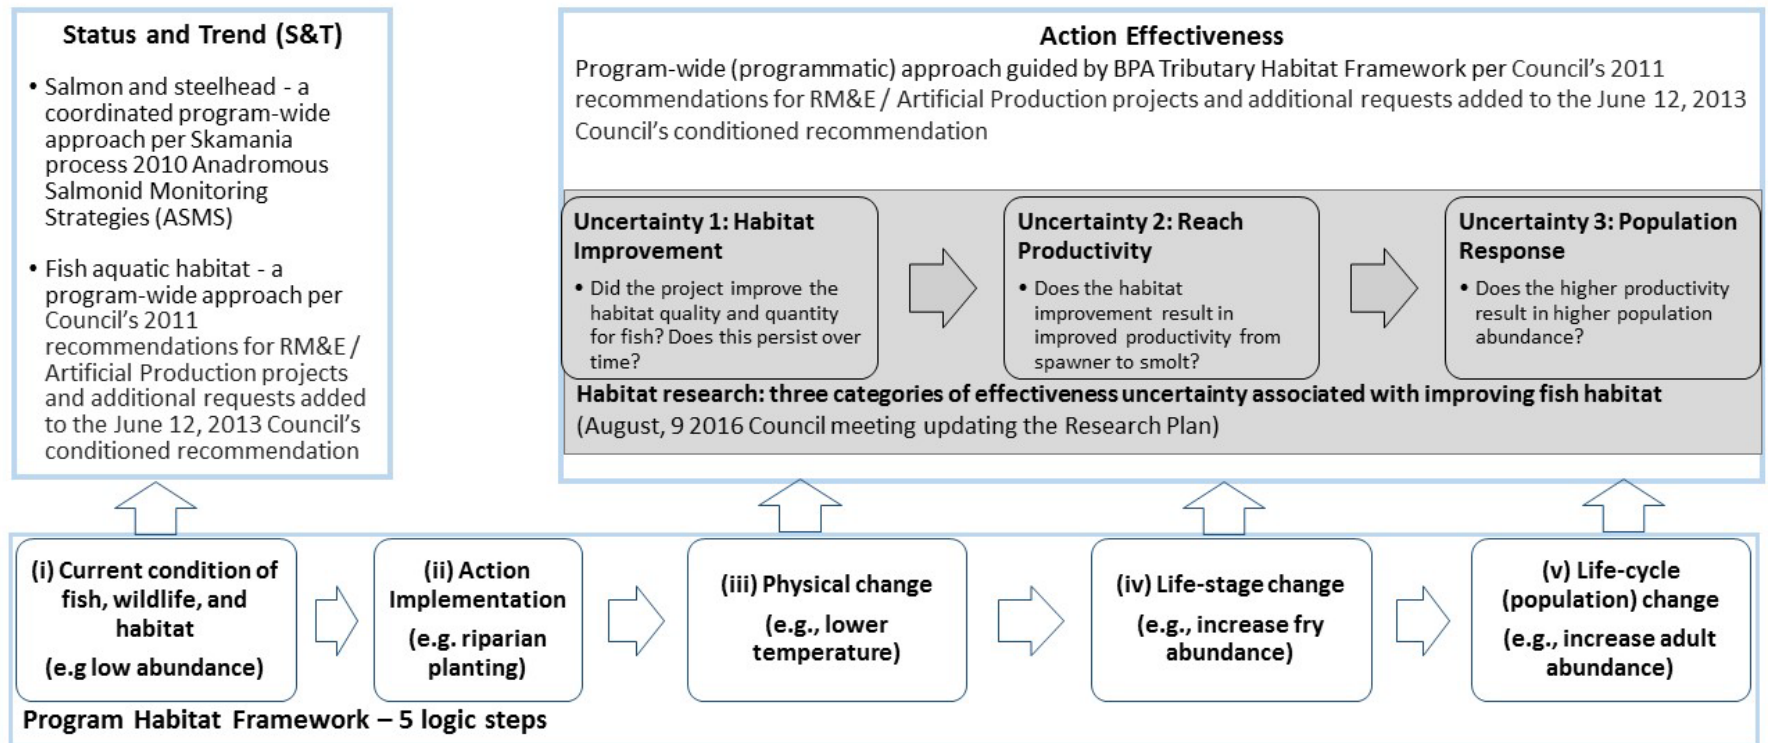 Status and Trend (S&T)
• Salmon and steelhead - a
coordinated program-wide
approach per Skamania
process 2010 Anadromous
Salmonid Monitoring
Strategies (ASMS)
• Fish aquatic habitat - a
program-wide approach per
Council's 2011
recommendations for RM&E /
Artificial Production projects
and additional requests added
to the June 12, 2013 Council's
conditioned recommendation
Action Effectiveness
Program-wide (programmatic) approach guided by BPA Tributary Habitat Framework per Council's 2011
recommendations for RM&E / Artificial Production projects and additional requests added to the June 12, 2013
Council's conditioned recommendation
Uncertainty 1: Habitat
Improvement
• Did the project improve the
habitat quality and quantity
for fish? Does this persist over
time?
Uncertainty 2: Reach
Productivity
• Does the habitat
improvement result in
improved productivity from
spawner to smolt?
Uncertainty 3: Population
Response
• Does the higher productivity
result in higher population
abundance?
Habitat research: three categories of effectiveness uncertainty associated with improving fish habitat
(August, 9 2016 Council meeting updating the Research Plan)
(i) Current condition of
fish, wildlife, and
habitat
(e.g low abundance)
(ii) Action
Implementation
(e.g. riparian
planting)
(iii) Physical change
(e.g., lower
temperature)
(iv) Life-stage change
(e.g., increase fry
abundance)
(v) Life-cycle
(population) change
(e.g., increase adult
abundance)
Program Habitat Framework – 5 logic steps